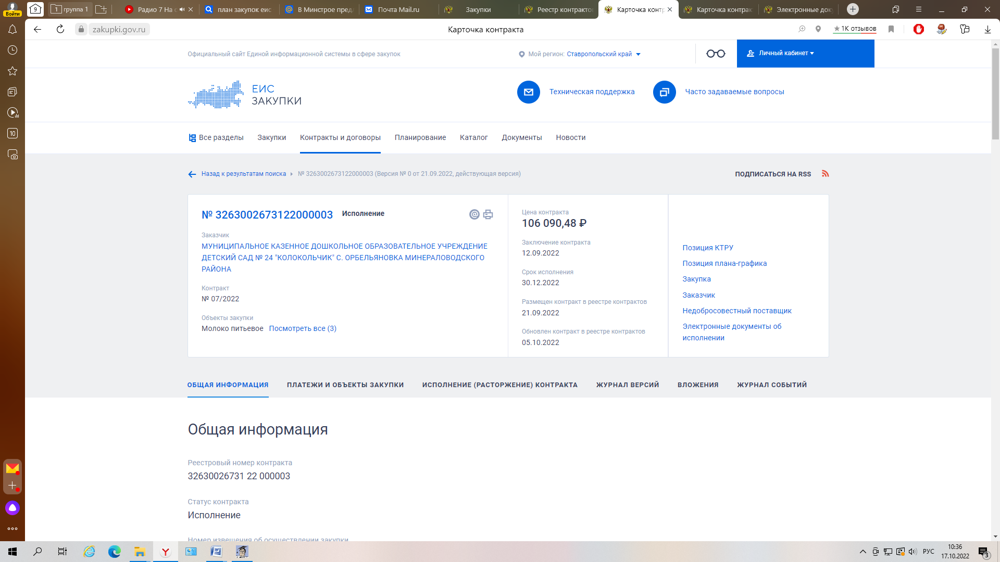 Войти
9
1 группа 1
Радио 7 На с
план закупок еис
В Минстрое пред
Почта Mail.ru
Закупки
Реестр контракто
Карточка контр
Карточка контрак
Электронные док
zakupki.gov.ru
Карточка контракта
1К отзывов
10
Официальный сайт Единой информационной системы в сфере закупок
Мой регион: Ставропольский край
Личный кабинет
ЕИС
ЗАКУПКИ
Техническая поддержка
Часто задаваемые вопросы
Все разделы
Закупки
Контракты и договоры
Планирование
Каталог
Документы
Новости
Назад к результатам поиска
№ 3263002673122000003 (Версия № 0 от 21.09.2022, действующая версия)
ПОДПИСАТЬСЯ НА RSS
№ 3263002673122000003
Исполнение
Заказчик
МУНИЦИПАЛЬНОЕ КАЗЕННОЕ ДОШКОЛЬНОЕ ОБРАЗОВАТЕЛЬНОЕ УЧРЕЖДЕНИЕ
ДЕТСКИЙ САД № 24 "КОЛОКОЛЬЧИК" С. ОРБЕЛЬЯНОВКА МИНЕРАЛОВОДСКОГО
РАЙОНА
Контракт
№ 07/2022
Объекты закупки
Молоко питьевое Посмотреть все (3)
Цена контракта
106 090,48 ₽
Заключение контракта
12.09.2022
Срок исполнения
30.12.2022
Размещен контракт в реестре контрактов
21.09.2022
Обновлен контракт в реестре контрактов
05.10.2022
Позиция КТРУ
Позиция плана-графика
Закупка
Заказчик
Недобросовестный поставщик
Электронные документы об
исполнении
ОБЩАЯ ИНФОРМАЦИЯ
ПЛАТЕЖИ И ОБЪЕКТЫ ЗАКУПКИ
ИСПОЛНЕНИЕ (РАСТОРЖЕНИЕ) КОНТРАКТА
ЖУРНАЛ ВЕРСИЙ
ВЛОЖЕНИЯ
ЖУРНАЛ СОБЫТИЙ
Общая информация
Реестровый номер контракта
32630026731 22 000003
Статус контракта
Исполнение
Номер извещения об осуществлении закупки
РУС
10:36
17.10.2022
3